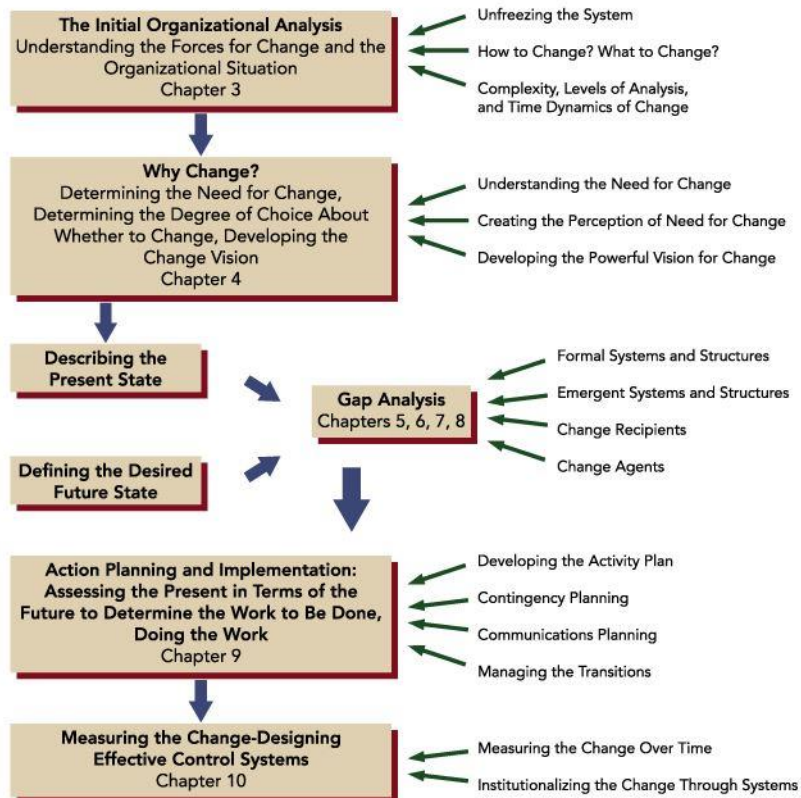 The Initial Organizational Analysis
Understanding the Forces for Change and the
Organizational Situation
Chapter 3
Unfreezing the System
How to Change? What to Change?
Complexity, Levels of Analysis,
and Time Dynamics of Change
Why Change?
Determining the Need for Change,
Determining the Degree of Choice About
Whether to Change, Developing the
Change Vision
Chapter 4
Understanding the Need for Change
Creating the Perception of Need for Change
Developing the Powerful Vision for Change
Describing the
Present State
Defining the Desired
Future State
Gap Analysis
Chapters 5, 6, 7, 8
Formal Systems and Structures
Emergent Systems and Structures
Change Recipients
Change Agents
Action Planning and Implementation:
Assessing the Present in Terms of the
Future to Determine the Work to Be Done,
Doing the Work
Chapter 9
Developing the Activity Plan
Contingency Planning
Communications Planning
Managing the Transitions
Measuring the Change-Designing
Effective Control Systems
Chapter 10
Measuring the Change Over Time
Institutionalizing the Change Through Systems